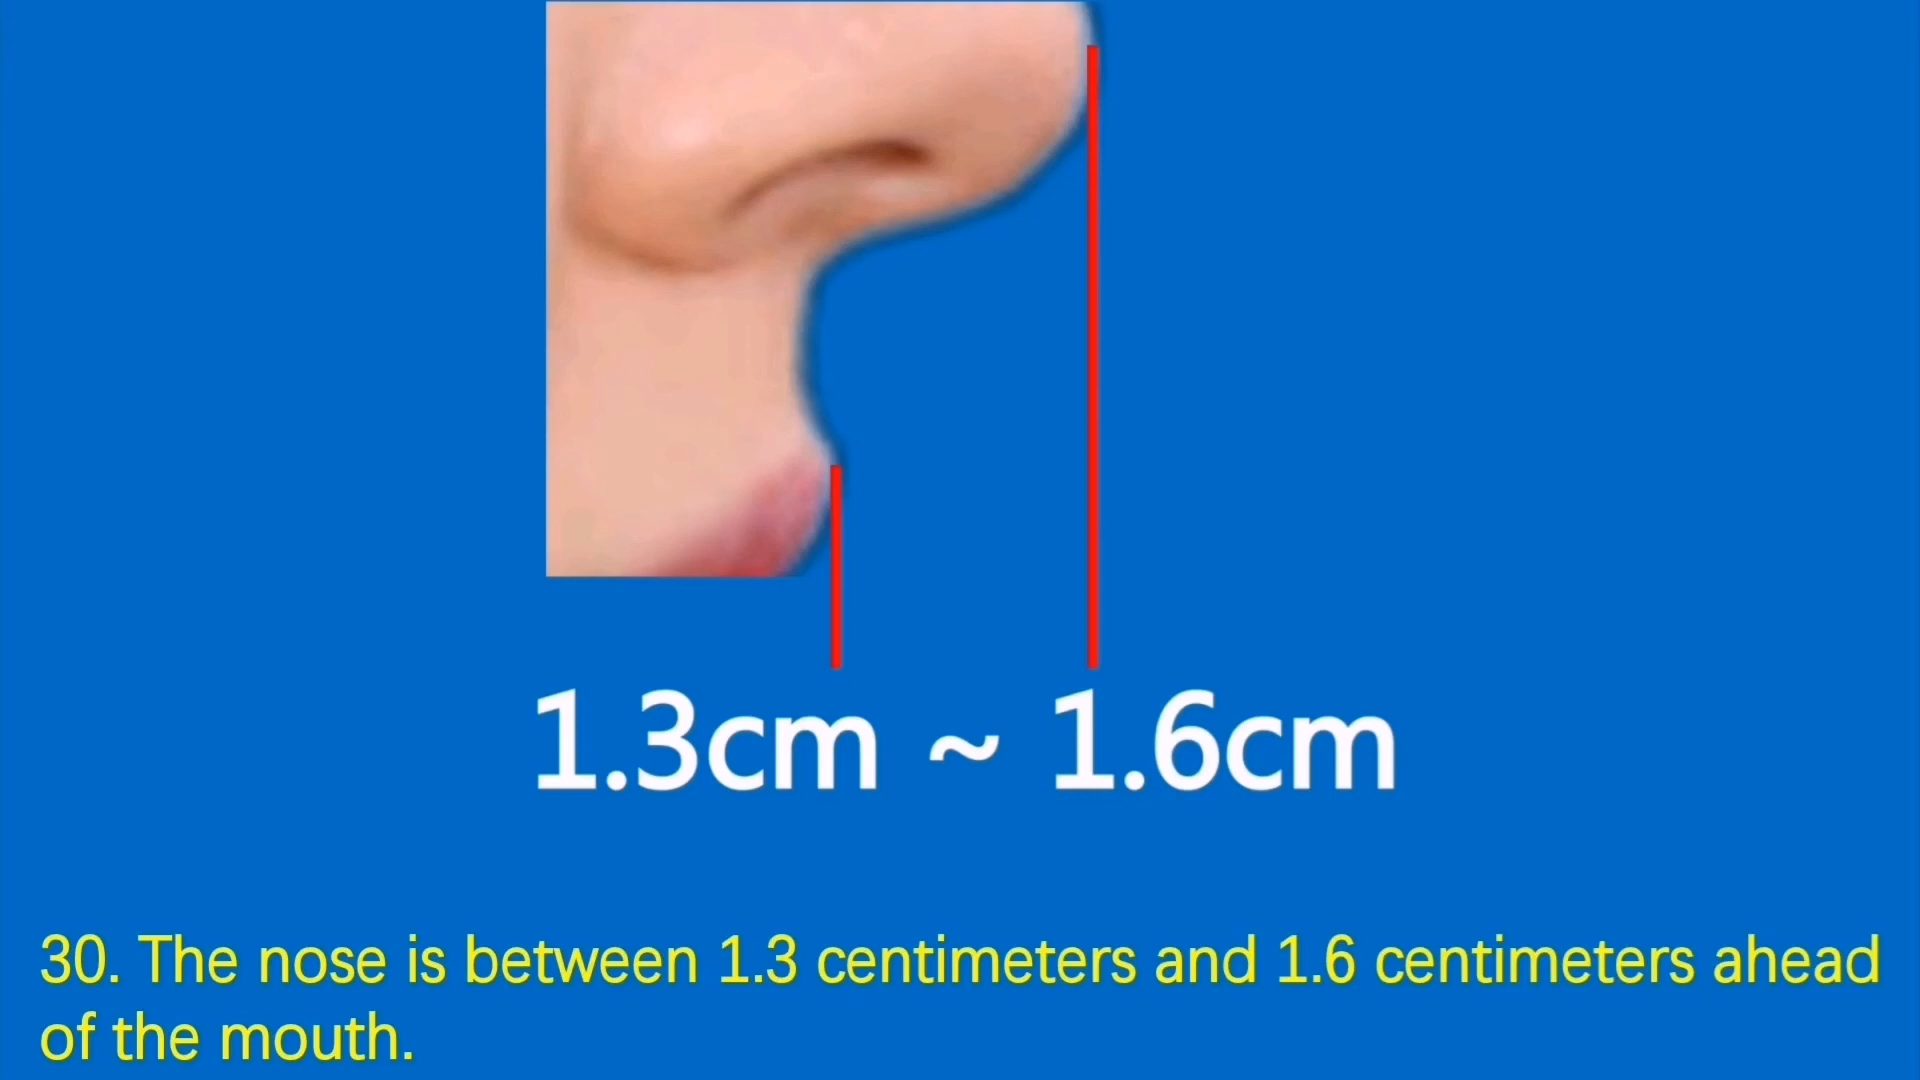 1.3cm ~ 1.6cm
30. The nose is between 1.3 centimeters and 1.6 centimeters ahead
of the mouth.